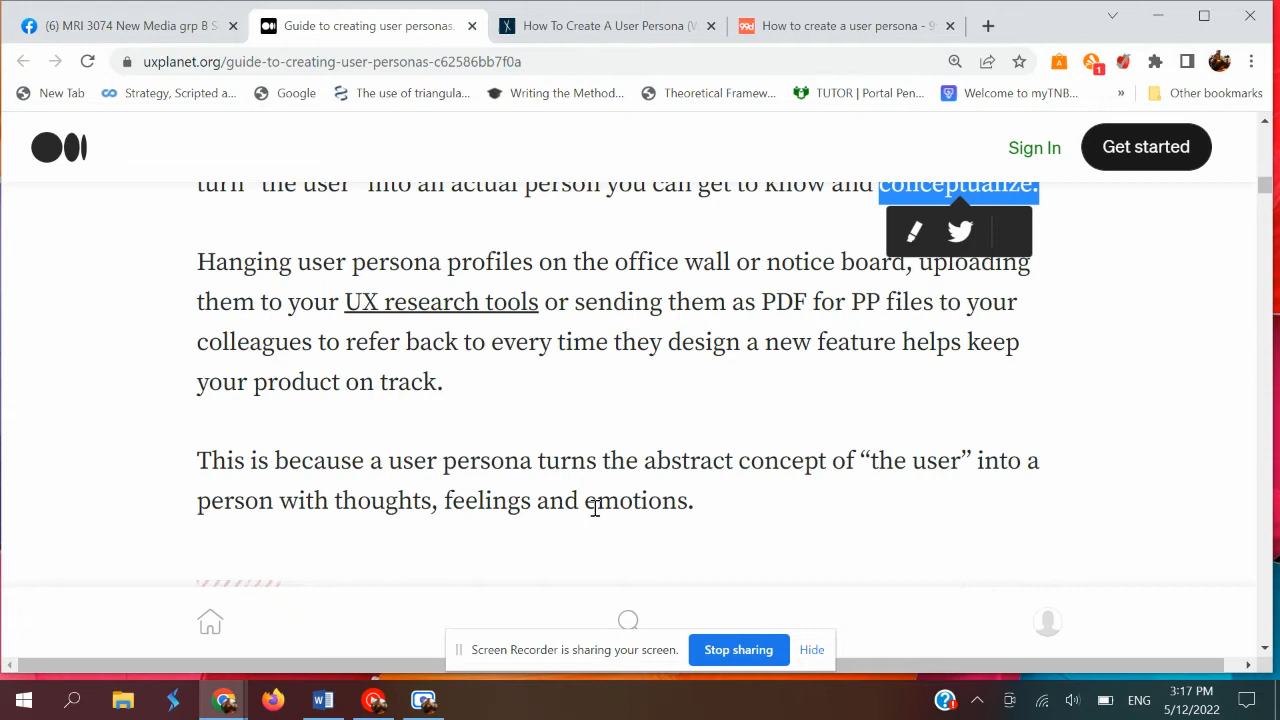 (6) MRI 3074 New Media grp B S
Guide to creating user personas.
How To Create A User Persona (W
99d
How to create a user persona - 9
uxplanet.org/guide-to-creating-user-personas-c62586bb7f0a
1
New Tab
Strategy, Scripted a...
Google
The use of triangula...
Writing the Method...
Theoretical Framew...
TUTOR | Portal Pen...
Welcome to myTNB...
»
Other bookmarks
Sign In
Get started
turn “the user” into an actual person you can get to know and conceptualize.
Hanging user persona profiles on the office wall or notice board, uploading
them to your UX research tools or sending them as PDF for PP files to your
colleagues to refer back to every time they design a new feature helps keep
your product on track.
This is because a user persona turns the abstract concept of “the user” into a
person with thoughts, feelings and emotions.
Screen Recorder is sharing your screen.
Stop sharing
Hide
ENG
3:17 PM
5/12/2022